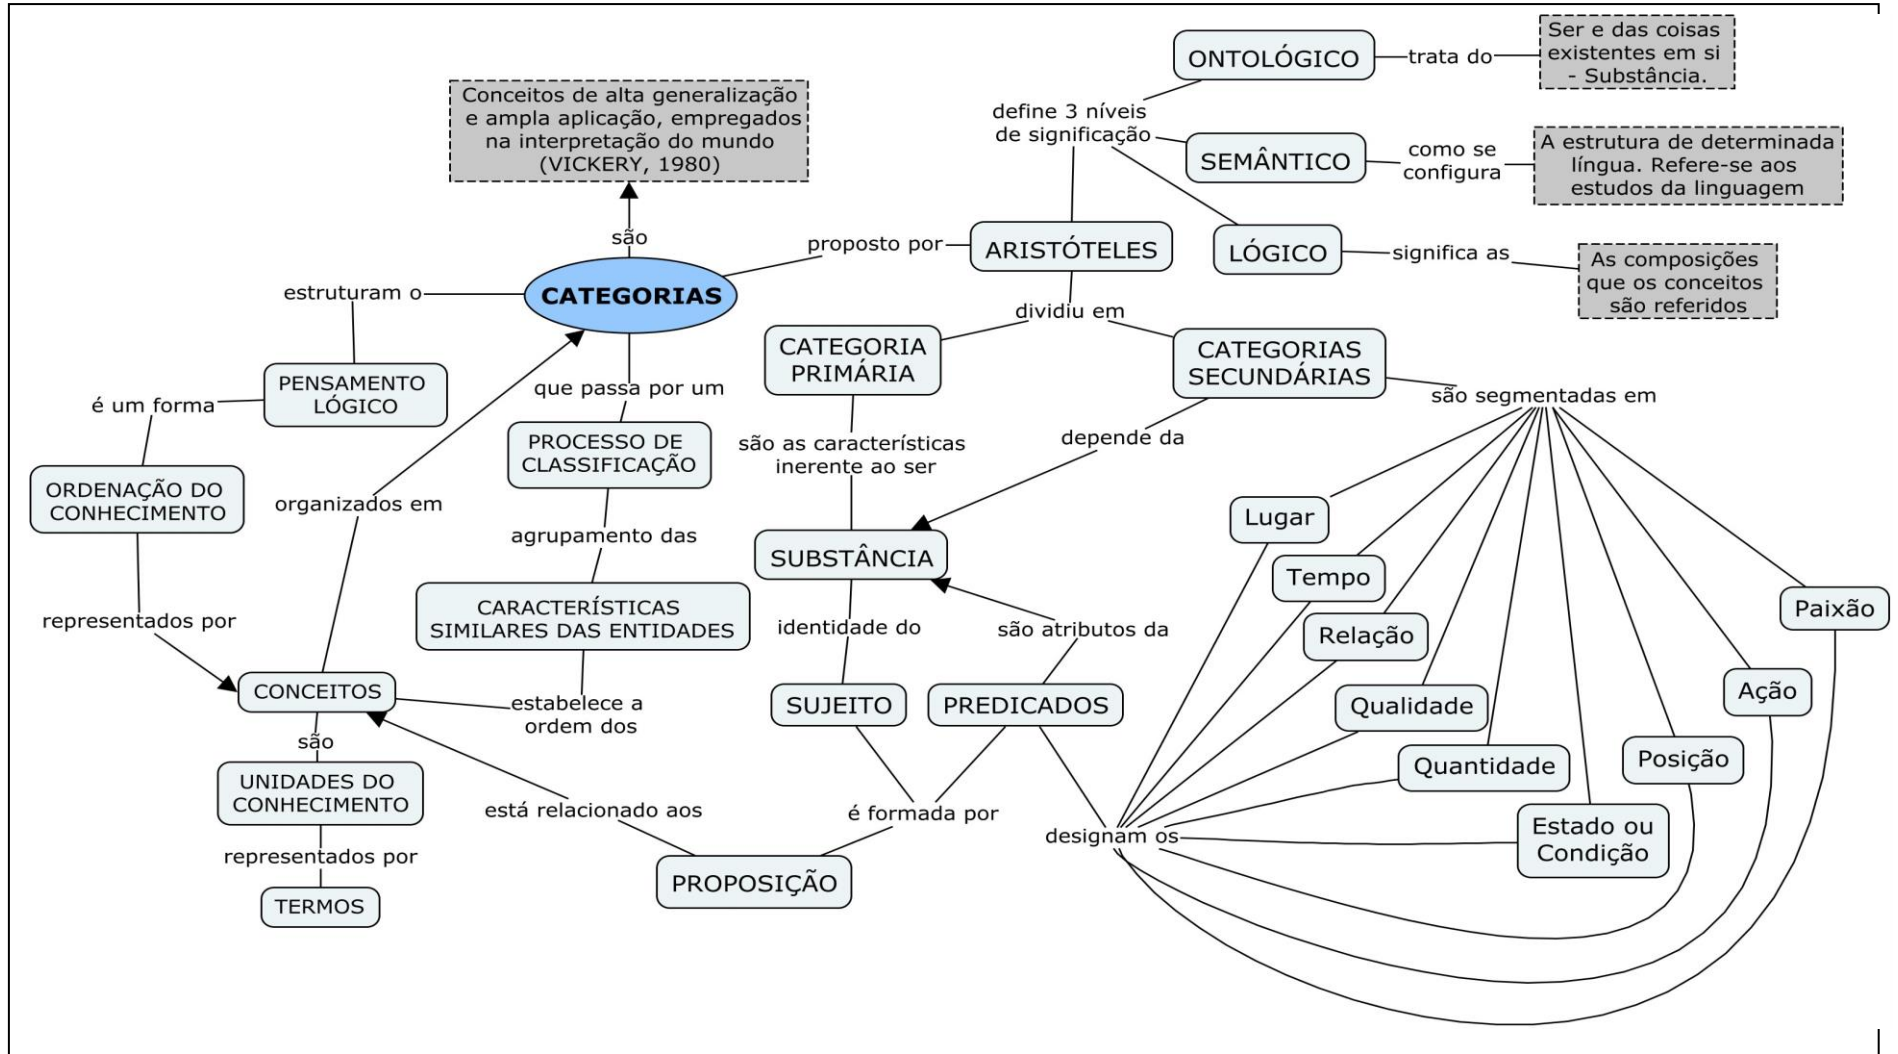 ONTOLÓGICO
trata do
Ser e das coisas
existentes em si
- Substância.
Conceitos de alta generalização
e ampla aplicação, empregados
na interpretação do mundo
(VICKERY, 1980)
define 3 níveis
de significação
SEMÂNTICO
como se
configura
A estrutura de determinada
língua. Refere-se aos
estudos da linguagem
são
proposto por
ARISTÓTELES
LÓGICO
significa as
As composições
que os conceitos
são referidos
estruturam o
CATEGORIAS
dividiu em
CATEGORIA
PRIMÁRIA
CATEGORIAS
SECUNDÁRIAS
PENSAMENTO
LÓGICO
que passa por um
são segmentadas em
é um forma
PROCESSO DE
CLASSIFICAÇÃO
são as características
inerente ao ser
depende da
ORDENAÇÃO DO
CONHECIMENTO
organizados em
Lugar
agrupamento das
SUBSTÂNCIA
Tempo
CARACTERÍSTICAS
SIMILARES DAS ENTIDADES
Paixão
representados por
identidade do
são atributos da
Relação
CONCEITOS
estabelece a
ordem dos
SUJEITO
PREDICADOS
Qualidade
Ação
são
Quantidade
Posição
UNIDADES DO
CONHECIMENTO
está relacionado aos
é formada por
designam os
Estado ou
Condição
representados por
PROPOSIÇÃO
TERMOS